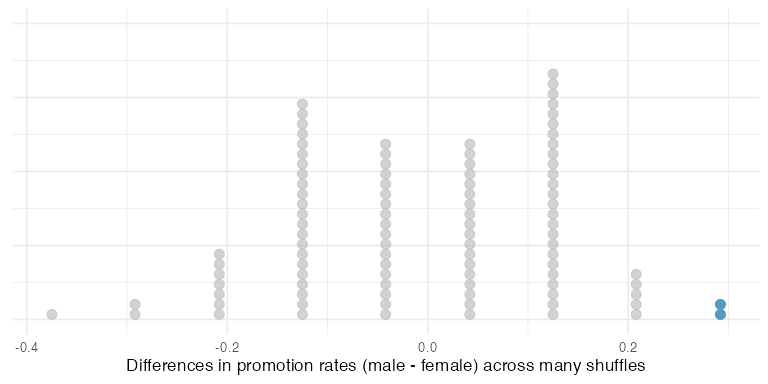 -0.4 -0.2 0.0 0.2
Differences in promotion rates (male - female) across many shuffles